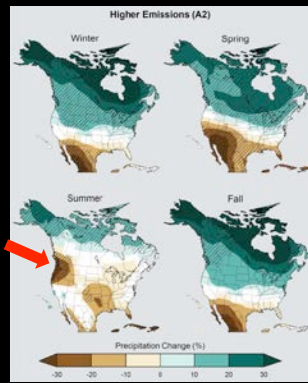 Higher Emissions (A2)
Winter Spring
Summer Fall
Precipitation Change (%)
-30 -20 -10 0 10 20 30